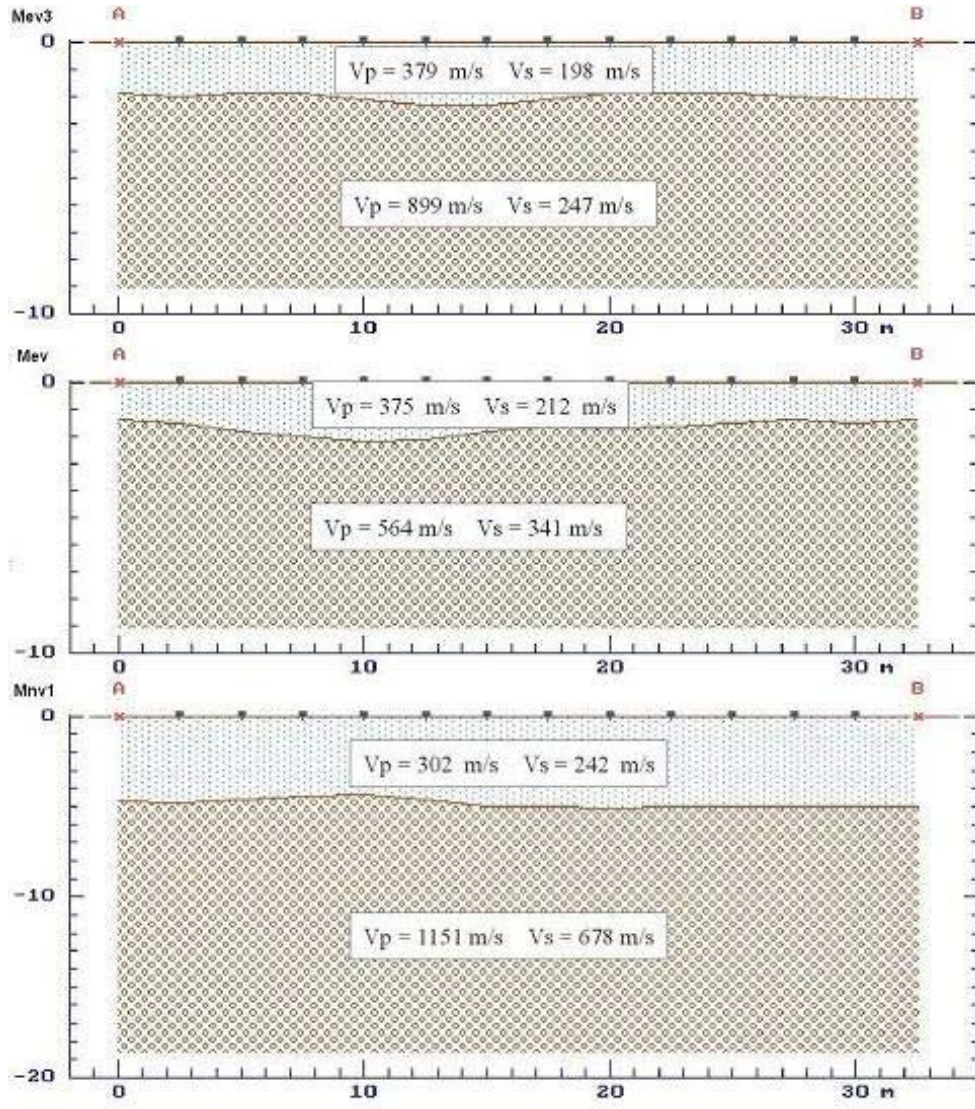 Mev3
A B
0
Vp = 379 m/s Vs = 198 m/s
Vp = 899 m/s Vs = 247 m/s
-10
0 10 20 30 m
Mev
A B
0
Vp = 375 m/s Vs = 212 m/s
Vp = 564 m/s Vs = 341 m/s
-10
0 10 20 30 m
Mnv1
A B
0
Vp = 302 m/s Vs = 242 m/s
-10
Vp = 1151 m/s Vs = 678 m/s
-20
0 10 20 30 m